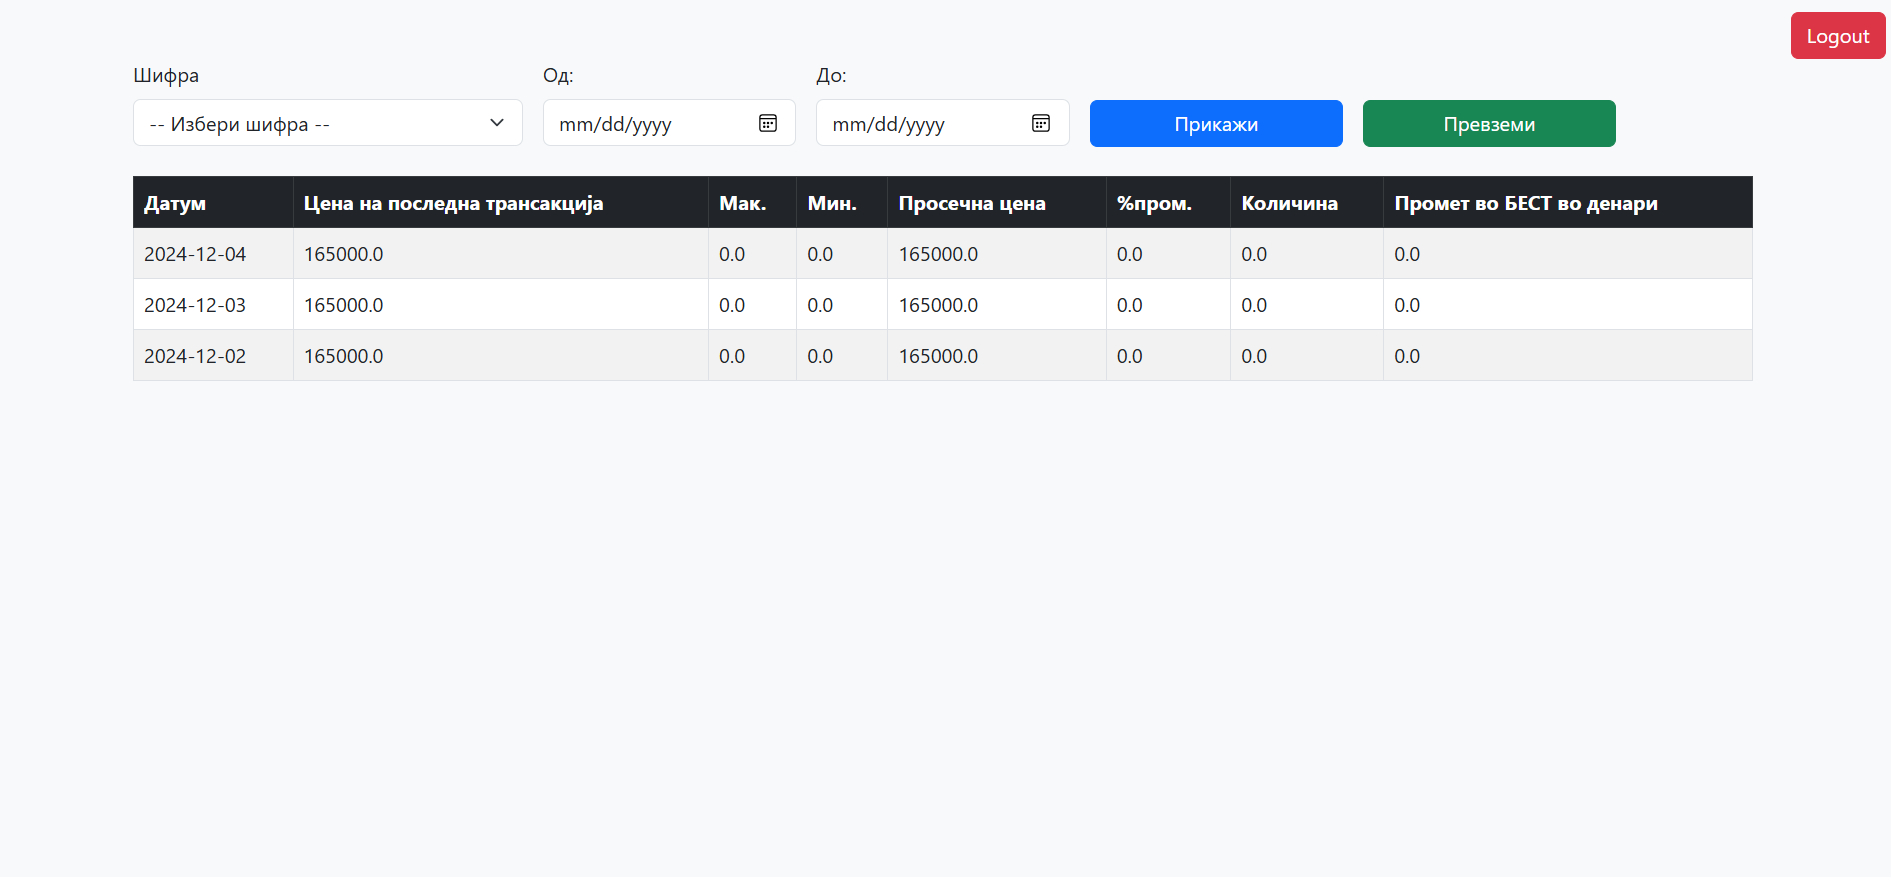 Logout
Шифра Од: До:
-- Избери шифра -- mm/dd/yyyy mm/dd/yyyy Прикажи Превземи
Датум Цена на последна трансакција Мак. Мин. Просечна цена %пром. Количина Промет во БЕСТ во денари
2024-12-04 165000.0 0.0 0.0 165000.0 0.0 0.0 0.0
2024-12-03 165000.0 0.0 0.0 165000.0 0.0 0.0 0.0
2024-12-02 165000.0 0.0 0.0 165000.0 0.0 0.0 0.0